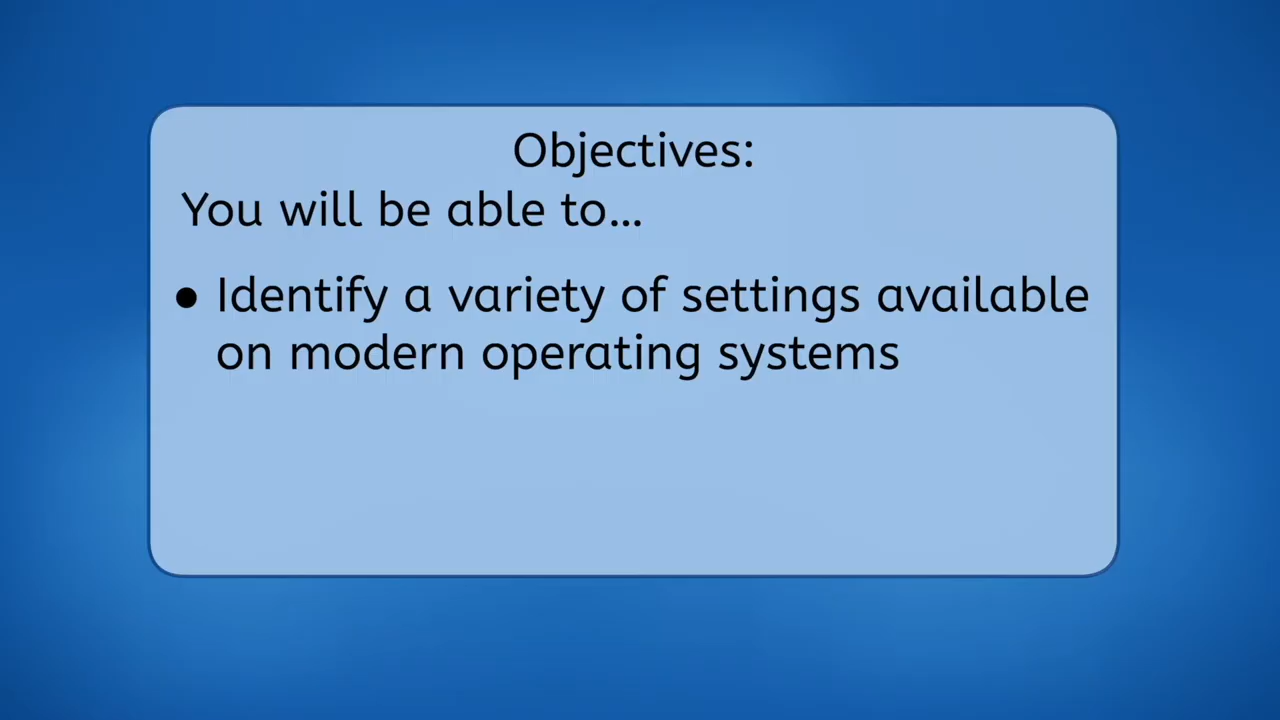 Objectives:
You will be able to...
● Identify a variety of settings available
on modern operating systems